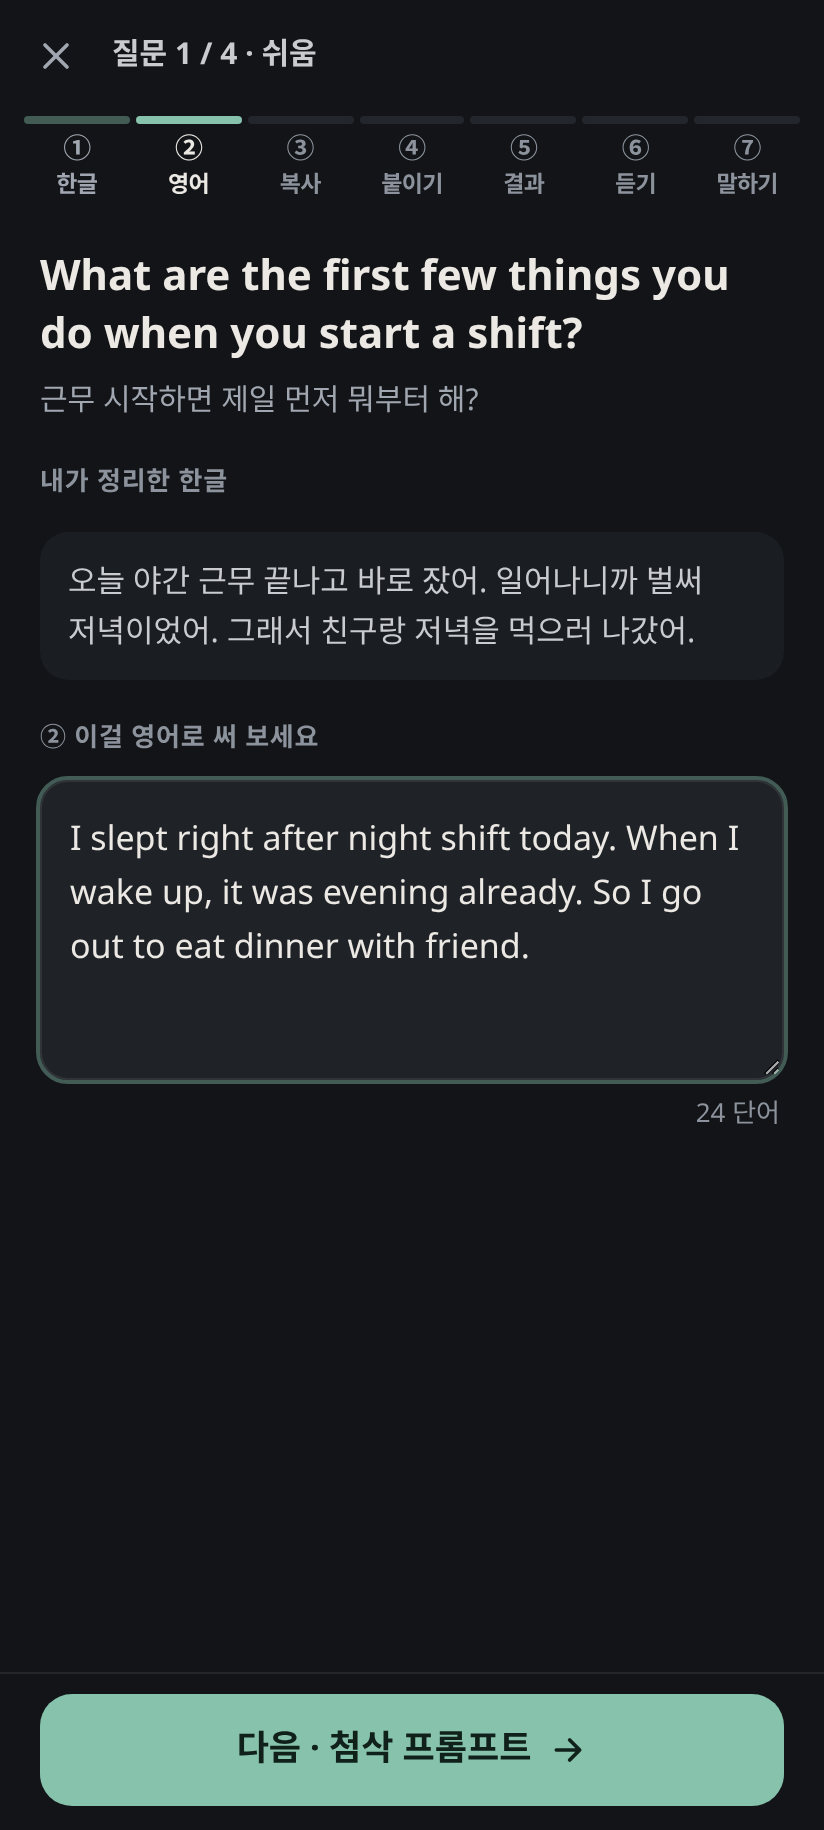 질문 1 / 4 · 쉬움
① ② ③ ④ ⑤ ⑥ ⑦
한글 영어 복사 붙이기 결과 듣기 말하기
What are the first few things you
do when you start a shift?
근무 시작하면 제일 먼저 뭐부터 해?
내가 정리한 한글
오늘 야간 근무 끝나고 바로 잤어. 일어나니까 벌써
저녁이었어. 그래서 친구랑 저녁을 먹으러 나갔어.
② 이걸 영어로 써 보세요
I slept right after night shift today. When I
wake up, it was evening already. So I go
out to eat dinner with friend.
24 단어
다음 · 첨삭 프롬프트 →